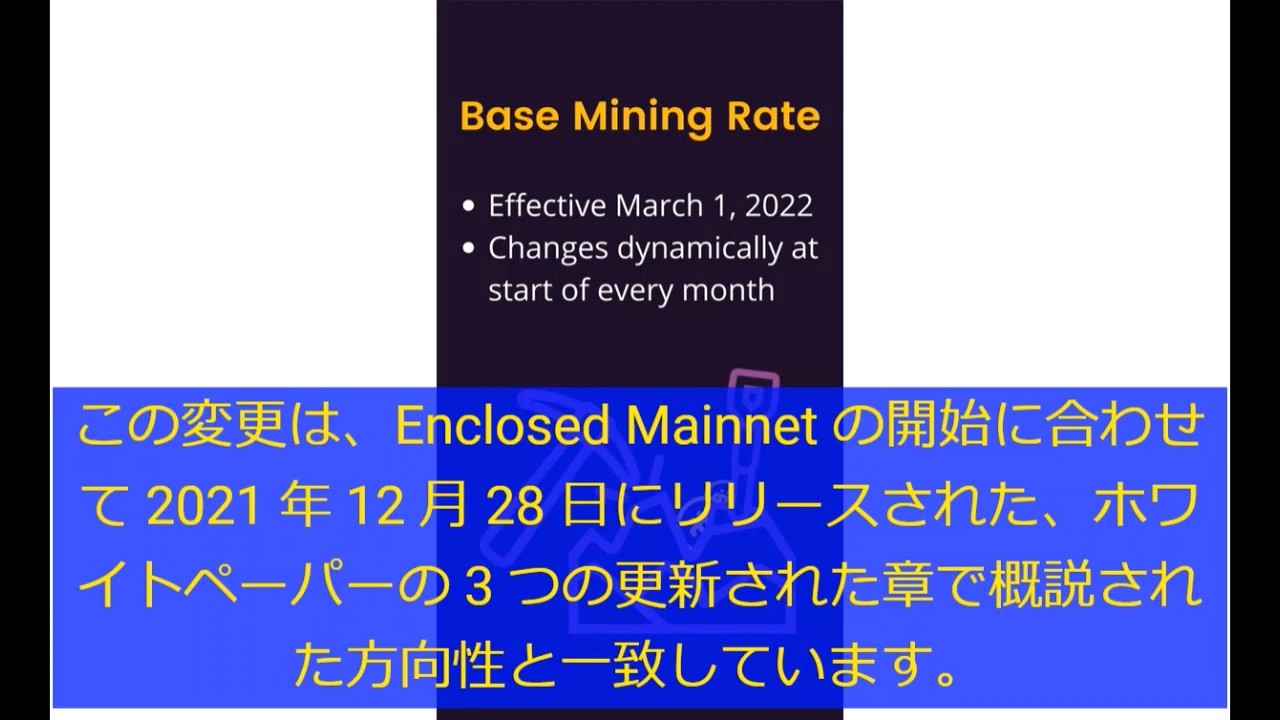 Base Mining Rate
• Effective March 1, 2022
• Changes dynamically at
start of every month
この変更は、Enclosed Mainnet の開始に合わせ
て 2021 年 12 月 28 日にリリースされた、ホワ
イトペーパーの 3 つの更新された章で概説され
た方向性と一致しています。